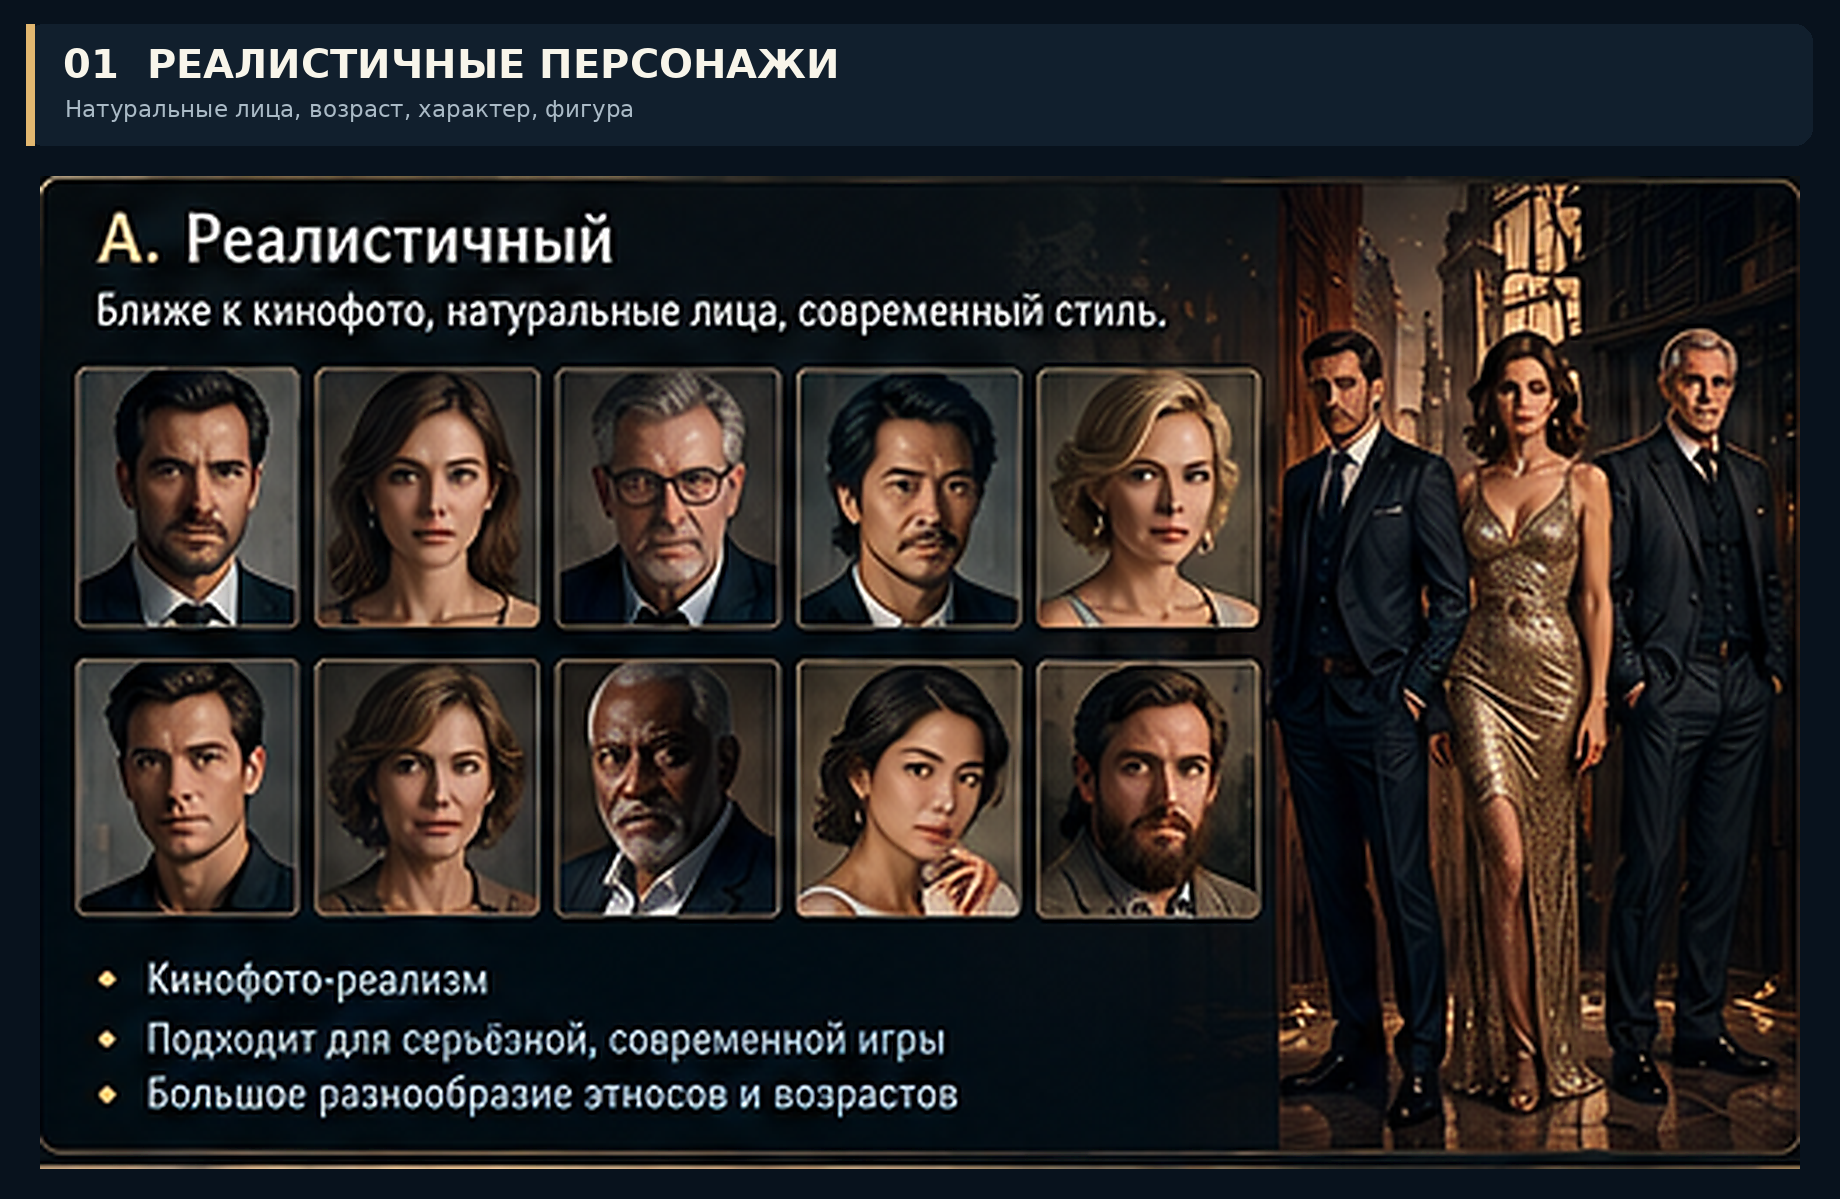 01 РЕАЛИСТИЧНЫЕ ПЕРСОНАЖИ
Натуральные лица, возраст, характер, фигура
А. Реалистичный
Ближе к кинофото, натуральные лица, современный стиль.
Кинофото-реализм
Подходит для серьёзной, современной игры
Большое разнообразие этносов и возрастов